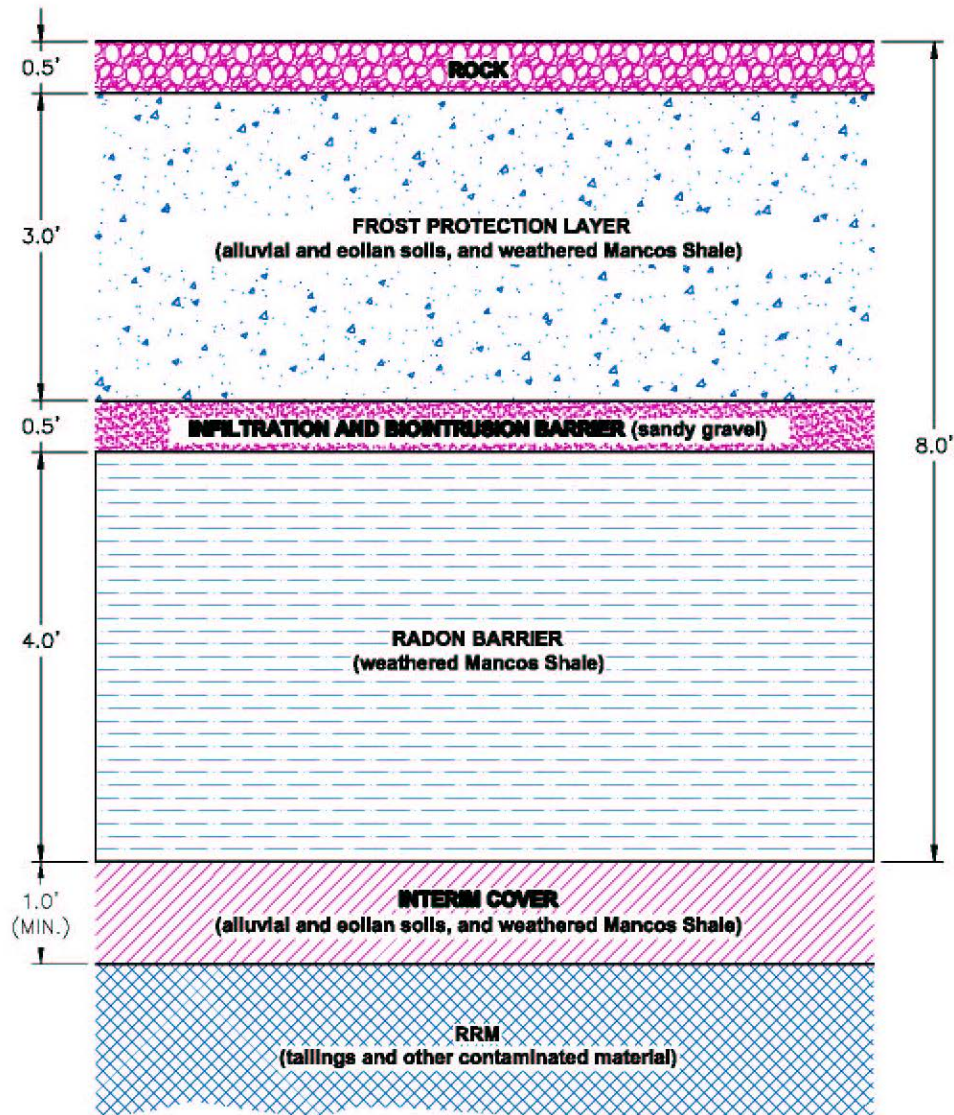 0.5'
ROCK
3.0'
FROST PROTECTION LAYER
(alluvial and eolian soils, and weathered Mancos Shale)
0.5'
INFILTRATION AND BIOINTRUSION BARRIER (sandy gravel)
8.0'
4.0'
RADON BARRIER
(weathered Mancos Shale)
1.0'
(MIN.)
INTERIM COVER
(alluvial and eolian soils, and weathered Mancos Shale)
RRM
(tailings and other contaminated material)